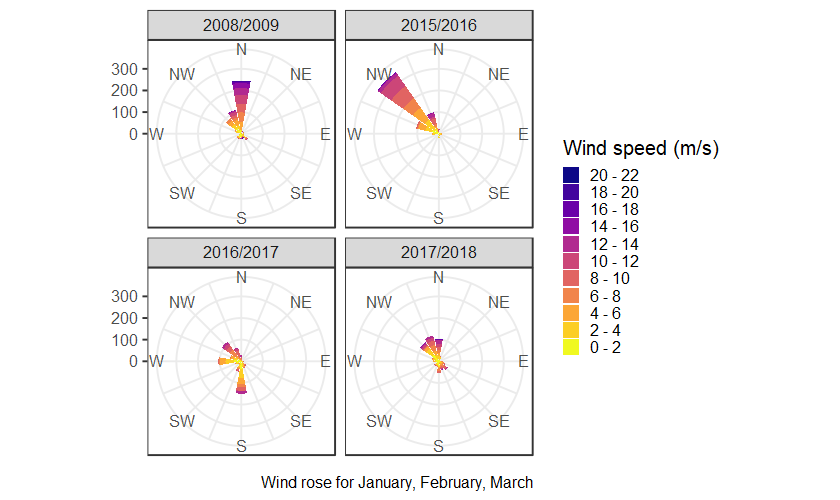 2008/2009
2015/2016
N
N
NW
NE
NW
NE
300
200
100
0
W
E
W
E
SW
SE
SW
SE
S
S
2016/2017
2017/2018
N
N
NW
NE
NW
NE
300
200
100
0
W
E
W
E
SW
SE
SW
SE
S
S
Wind speed (m/s)
20 - 22
18 - 20
16 - 18
14 - 16
12 - 14
10 - 12
8 - 10
6 - 8
4 - 6
2 - 4
0 - 2
Wind rose for January, February, March